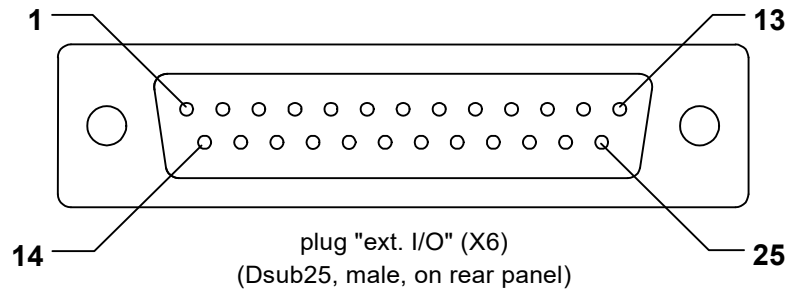 1 13
14 25
plug "ext. I/O" (X6)
(Dsub25, male, on rear panel)